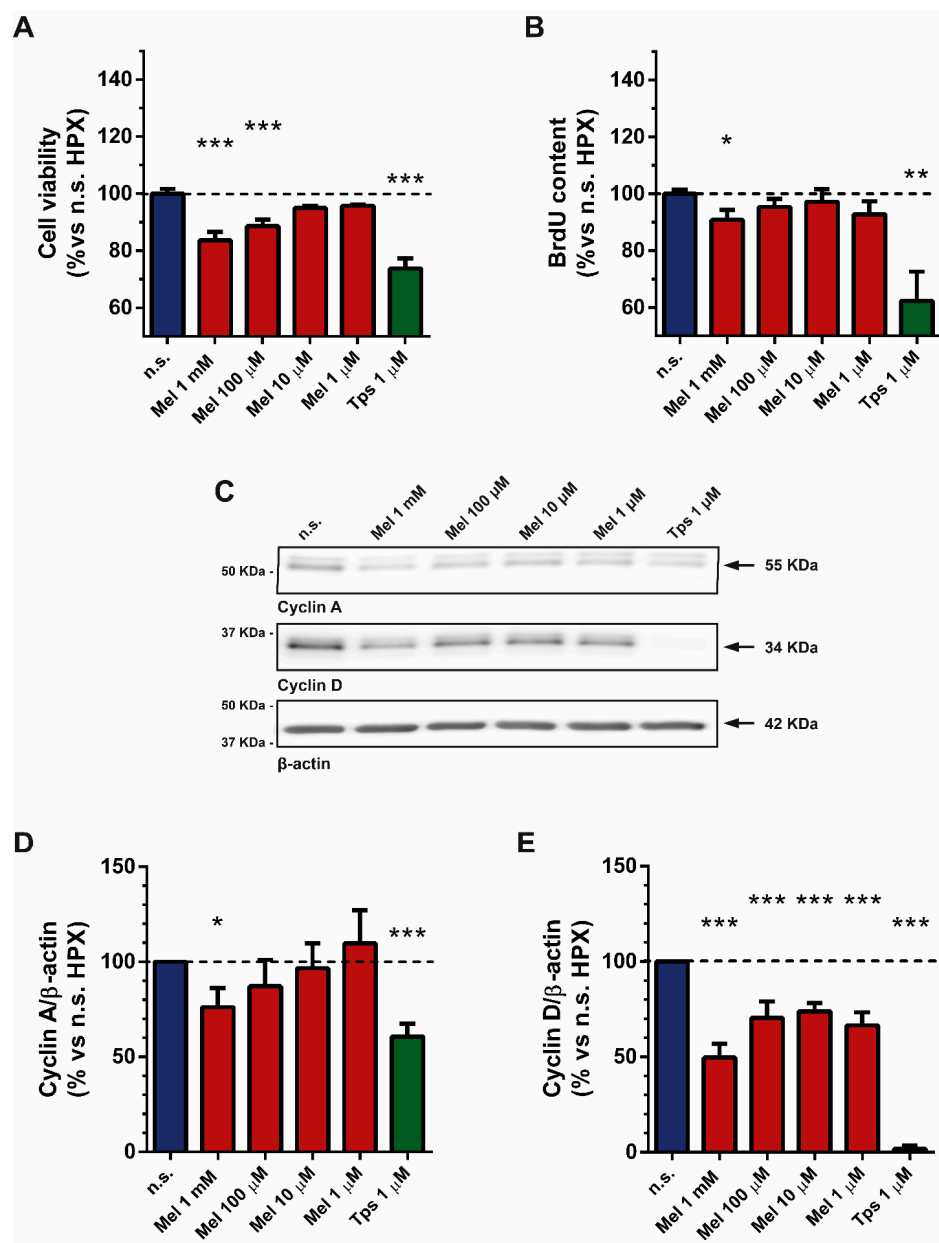 A
Cell viability
(%vs n.s. HPX)
140
120
100
80
60
***
***
***
n.s.
Mel 1 mM
Mel 100 μM
Mel 10 μM
Mel 1 μM
Tps 1 μM
B
BrdU content
(%vs n.s. HPX)
140
120
100
80
60
*
**
n.s.
Mel 1 mM
Mel 100 μM
Mel 10 μM
Mel 1 μM
Tps 1 μM
C
n.s.
Mel 1 mM
Mel 100 μM
Mel 10 μM
Mel 1 μM
Tps 1 μM
50 KDa -
55 KDa
Cyclin A
37 KDa -
34 KDa
Cyclin D
50 KDa -
42 KDa
37 KDa -
β-actin
D
Cyclin A/β-actin
(% vs n.s. HPX)
150
100
50
0
*
***
n.s.
Mel 1 mM
Mel 100 μM
Mel 10 μM
Mel 1 μM
Tps 1 μM
E
Cyclin D/β-actin
(% vs n.s. HPX)
150
100
50
0
***
***
***
***
***
n.s.
Mel 1 mM
Mel 100 μM
Mel 10 μM
Mel 1 μM
Tps 1 μM